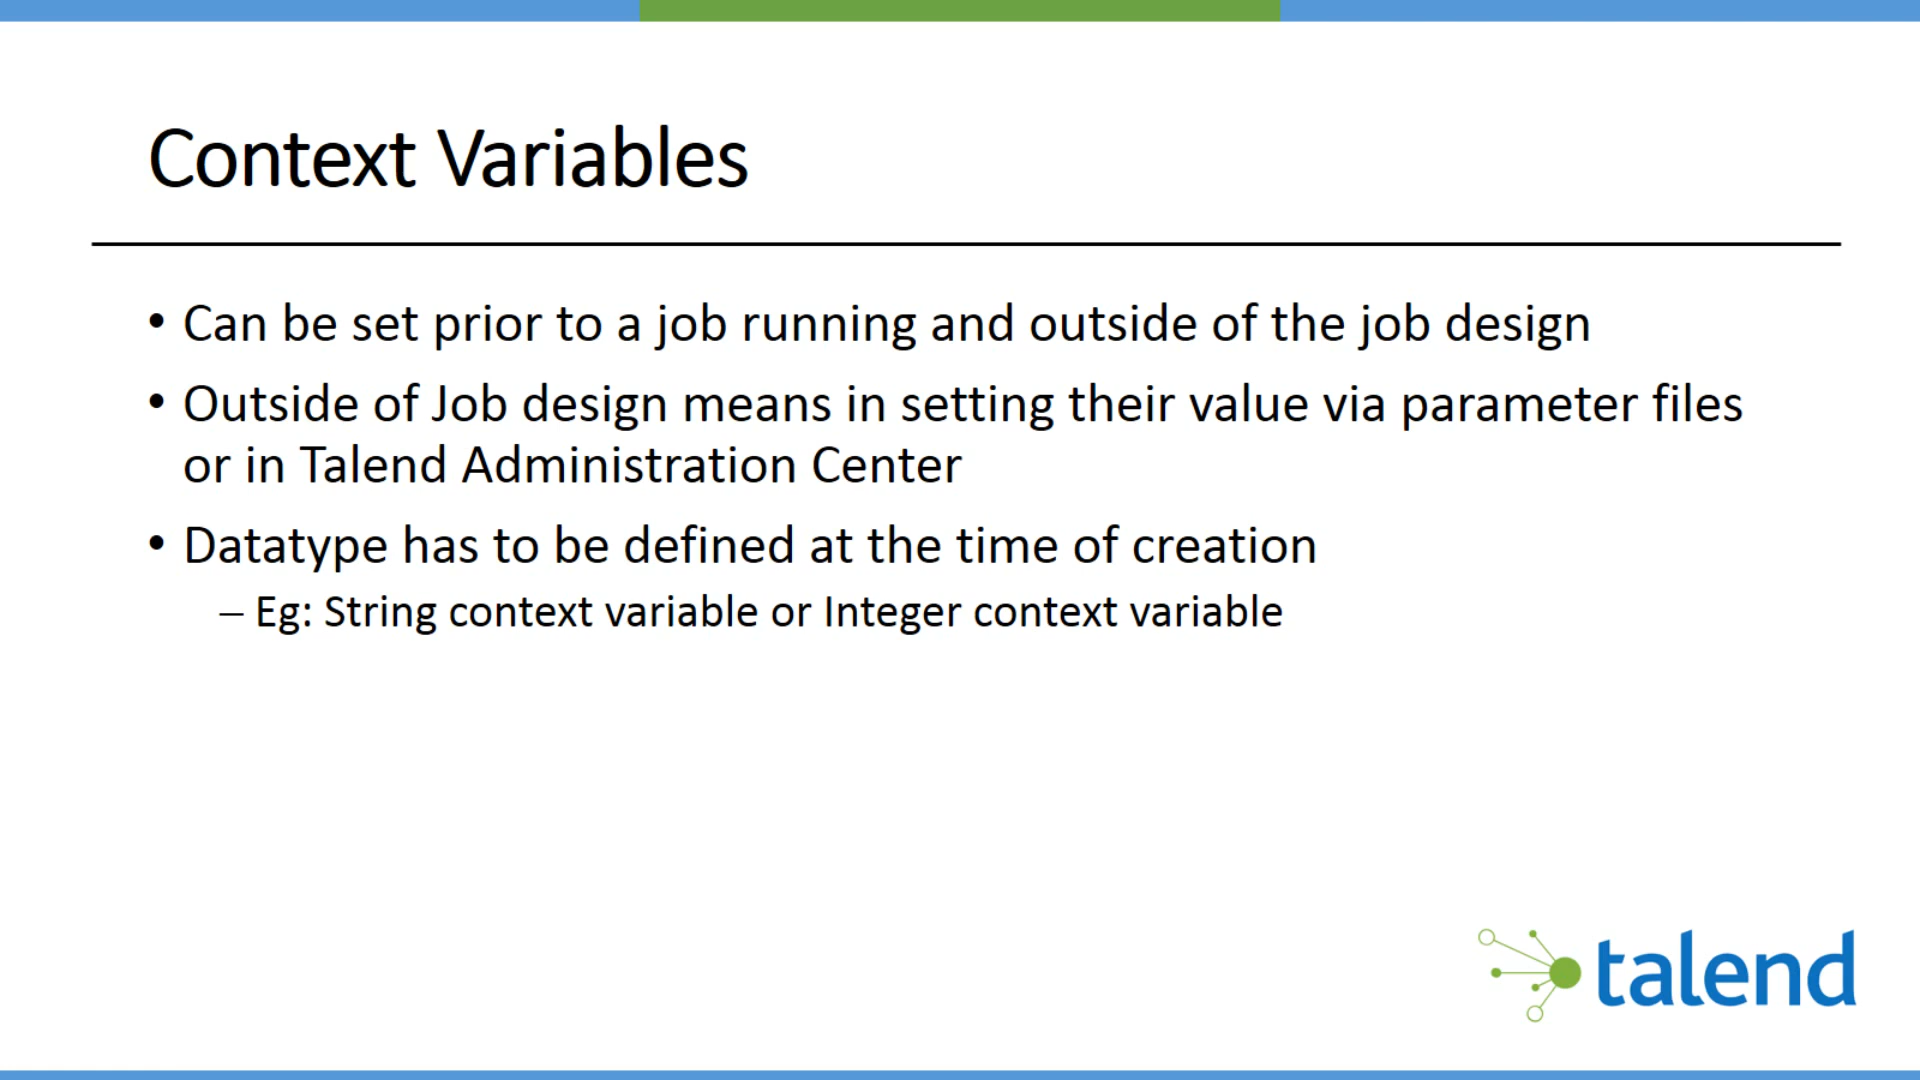 Context Variables
• Can be set prior to a job running and outside of the job design
• Outside of Job design means in setting their value via parameter files
or in Talend Administration Center
• Datatype has to be defined at the time of creation
– Eg: String context variable or Integer context variable
talend